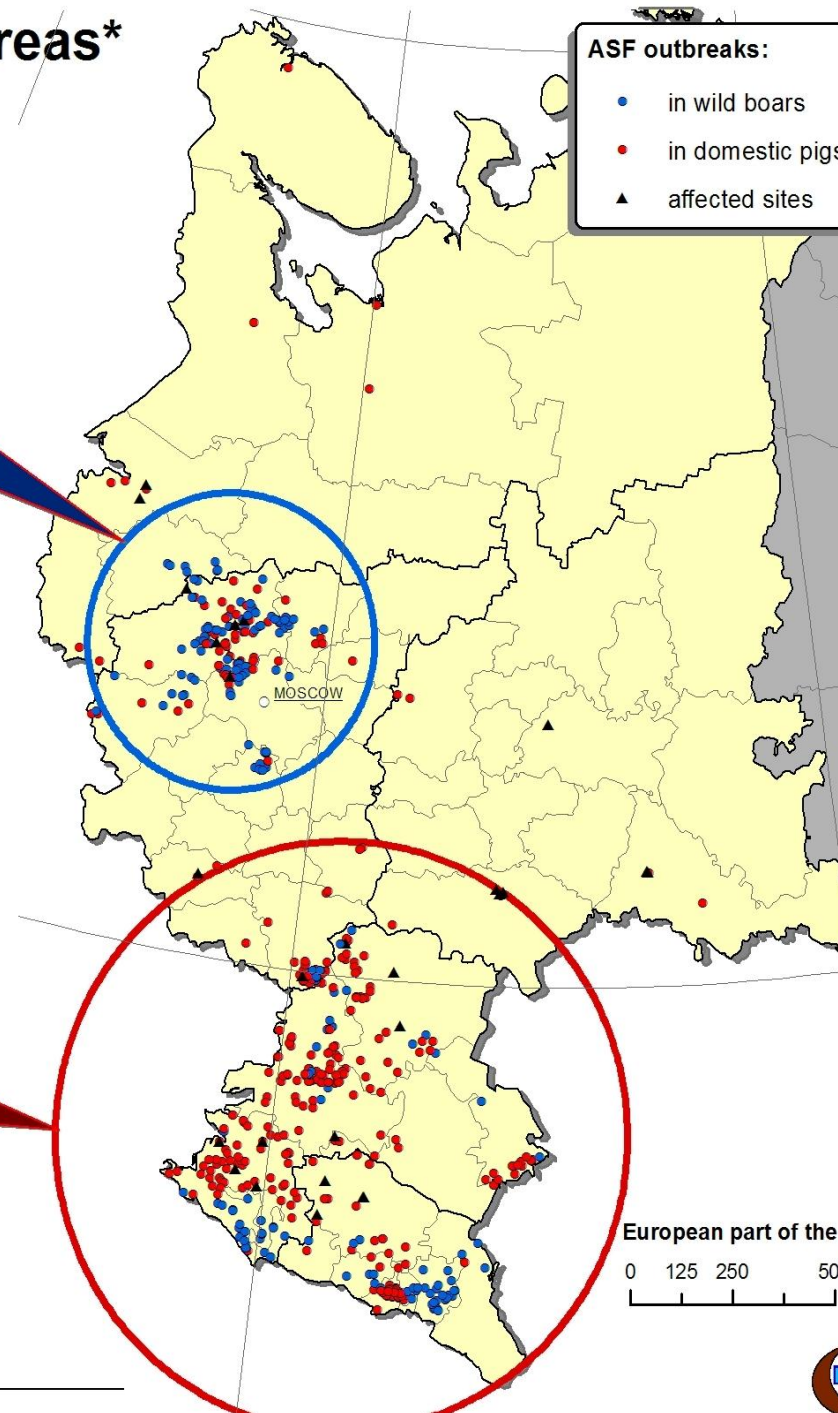 reas*
ASF outbreaks:
in wild boars
in domestic pigs
affected sites
MOSCOW
European part of the
0 125 250 50